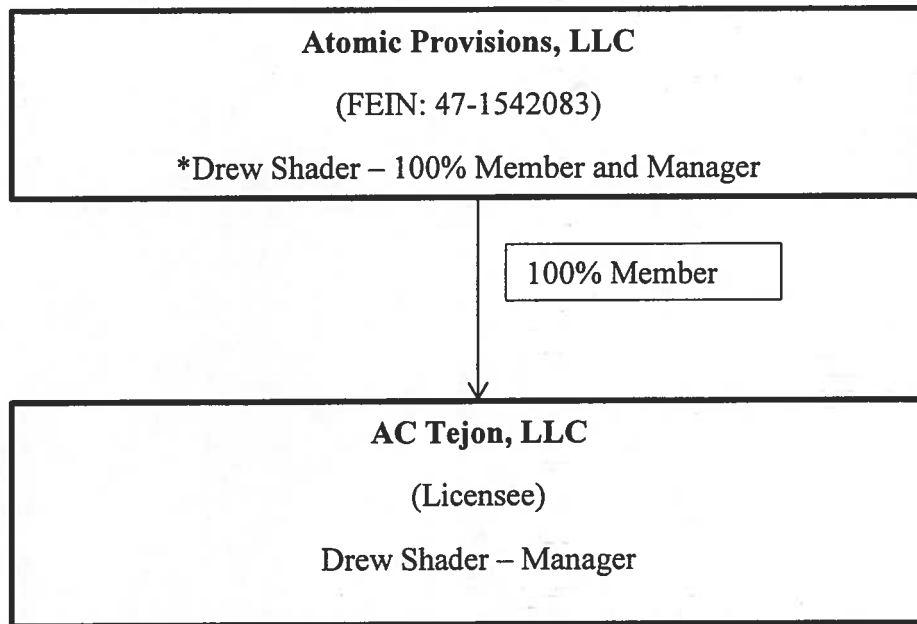 Atomic Provisions, LLC
(FEIN: 47-1542083)
*Drew Shader – 100% Member and Manager
100% Member
AC Tejon, LLC
(Licensee)
Drew Shader – Manager